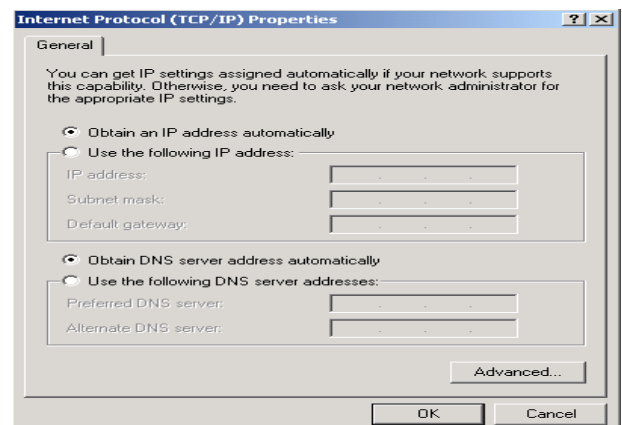 Internet Protocol (TCP/IP) Properties
General
You can get IP settings assigned automatically if your network supports
this capability. Otherwise, you need to ask your network administrator for
the appropriate IP settings.
Obtain an IP address automatically
Use the following IP address:
IP address:
Subnet mask:
Default gateway:
Obtain DNS server address automatically
Use the following DNS server addresses:
Preferred DNS server:
Alternate DNS server:
Advanced...
OK Cancel